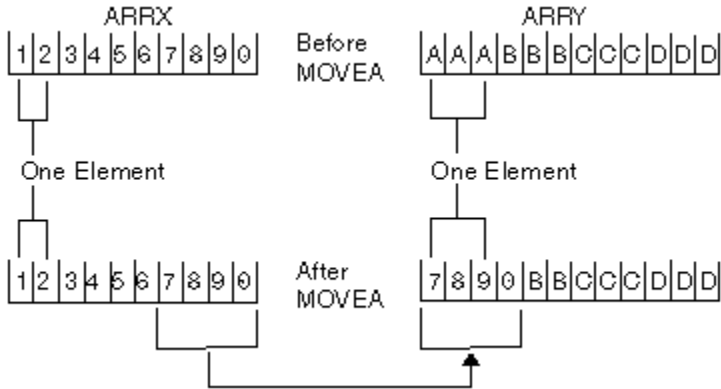 ARRX ARRY
1 2 3 4 5 6 7 8 9 0 Before MOVEA A A A B B B C C C D D D
One Element One Element
1 2 3 4 5 6 7 8 9 0 After MOVEA 7 8 9 0 B B C C C D D D